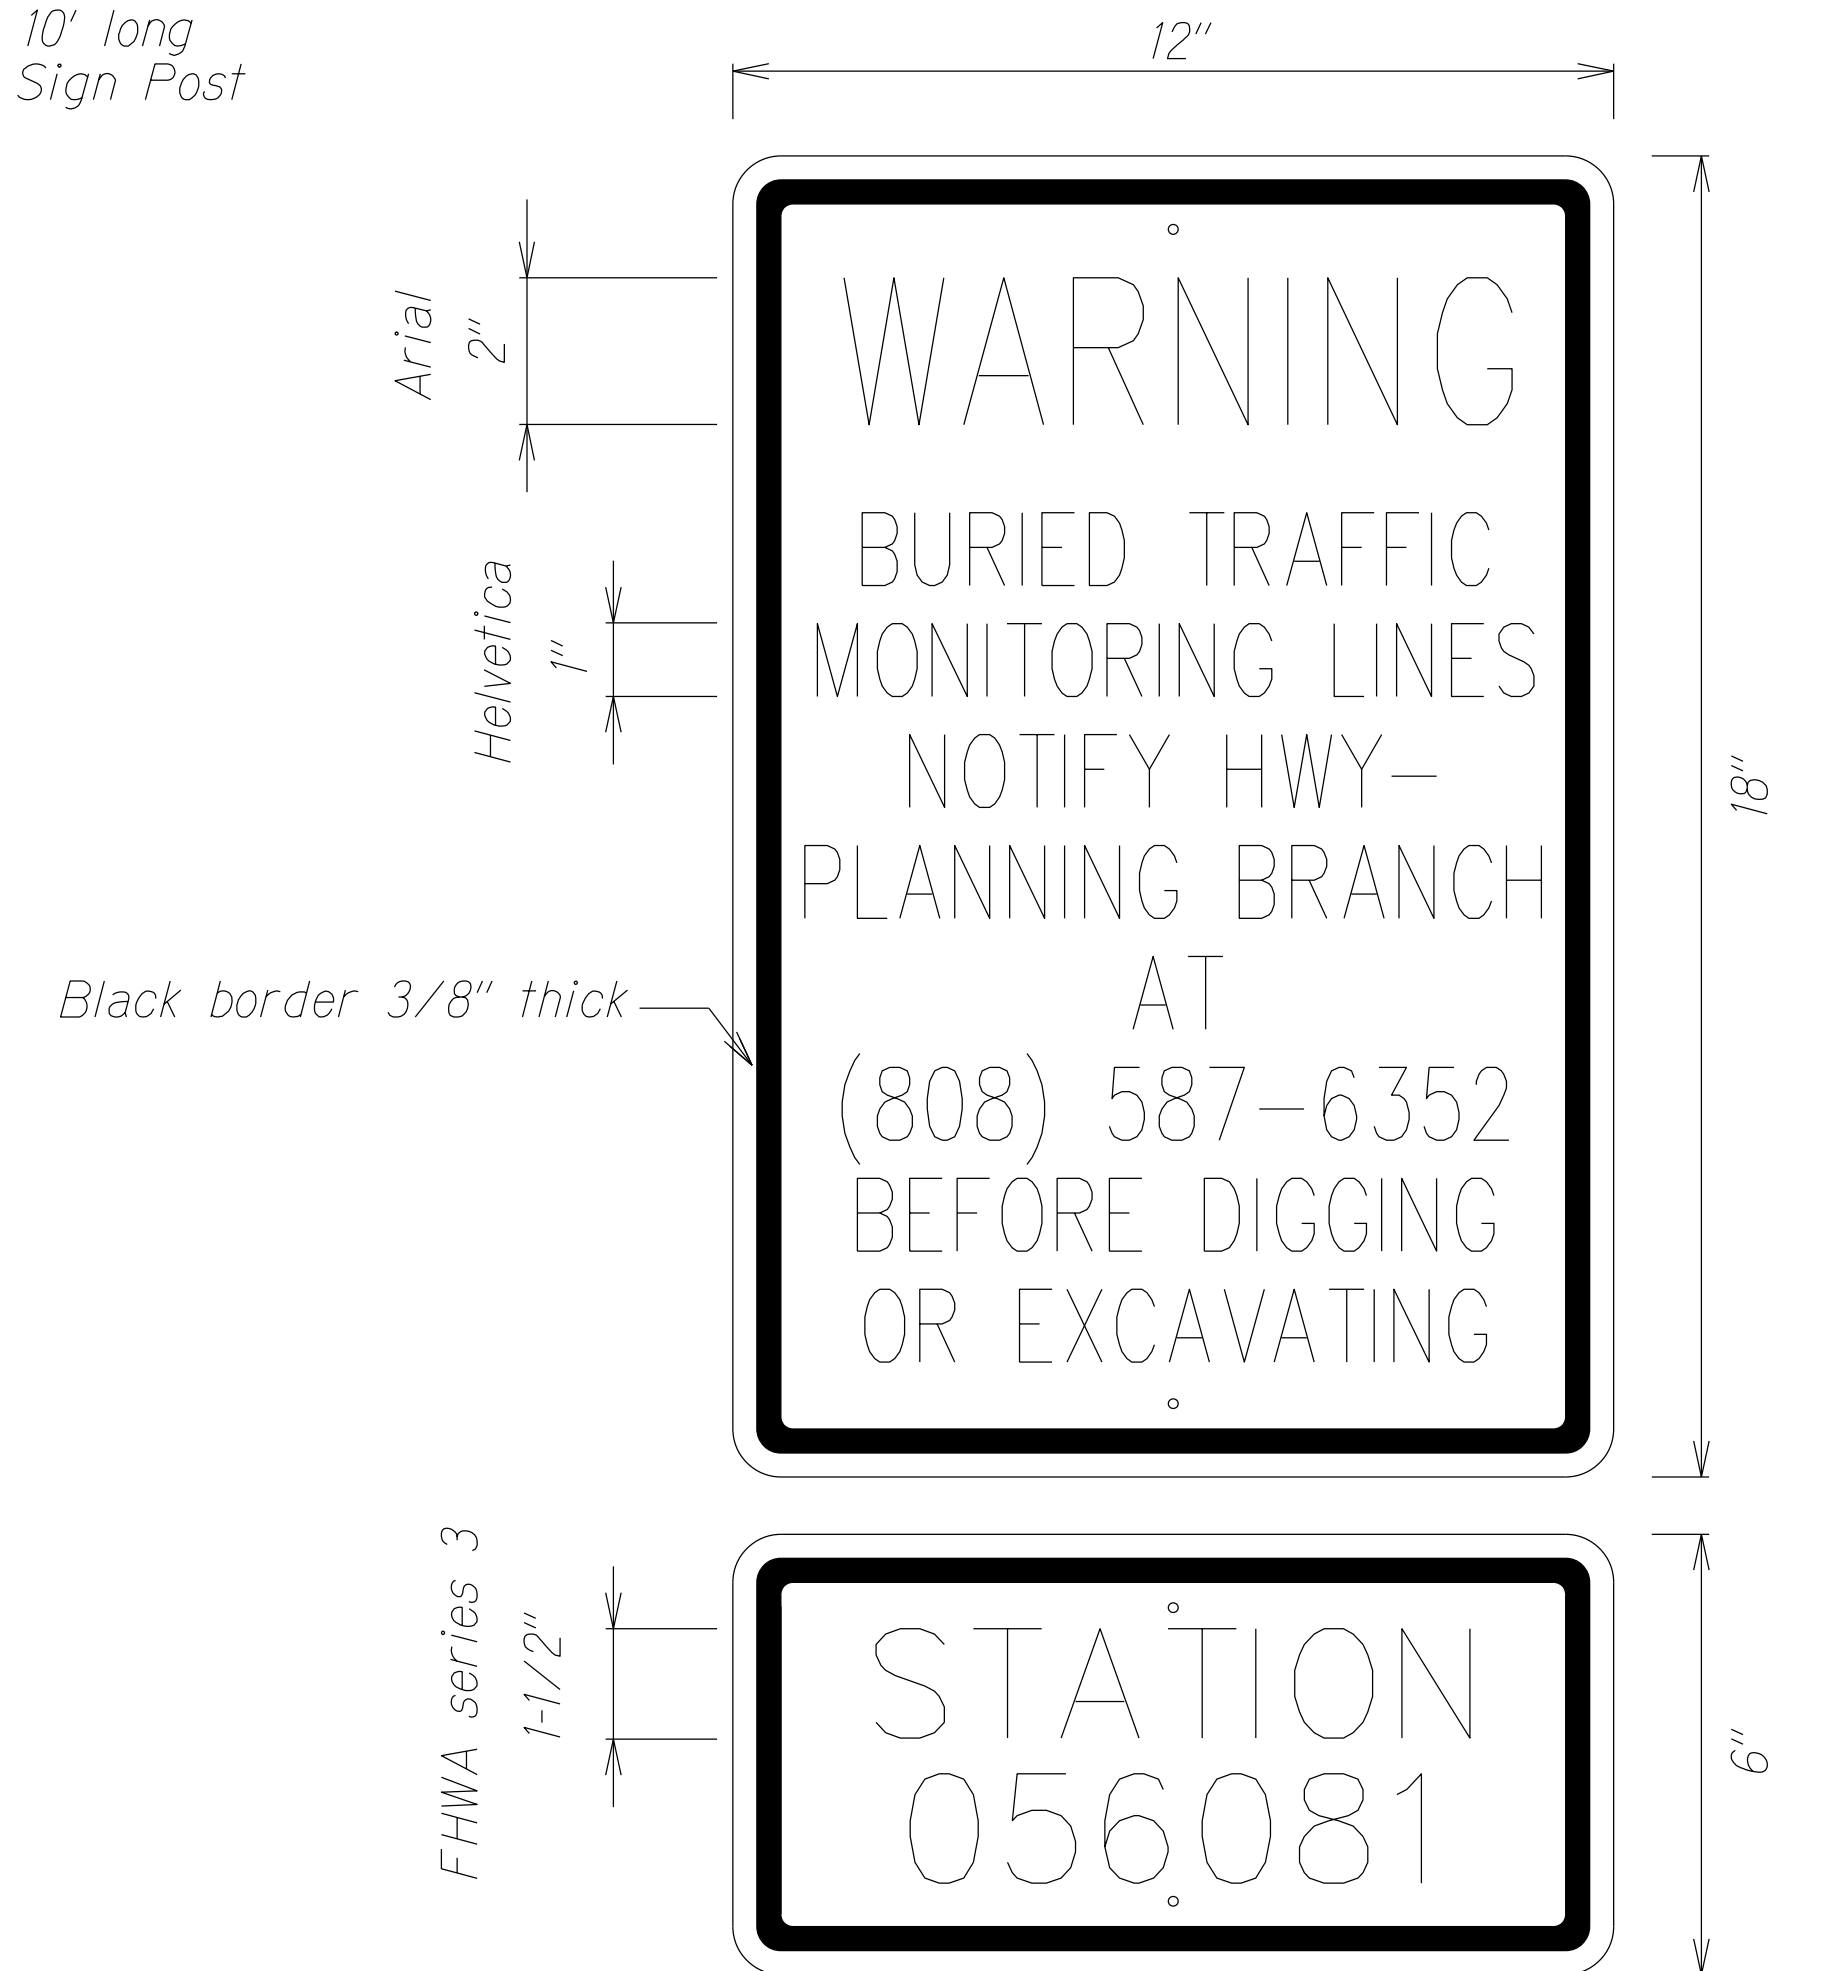 10' long
Sign Post
12"
Arial
2"
WARNING
Helvetica
1"
BURIED TRAFFIC
MONITORING LINES
NOTIFY HWY-
PLANNING BRANCH
AT
(808) 587-6352
BEFORE DIGGING
OR EXCAVATING
18"
Black border 3/8" thick
FHWA series 3
1-1/2"
STATION
056081
6"